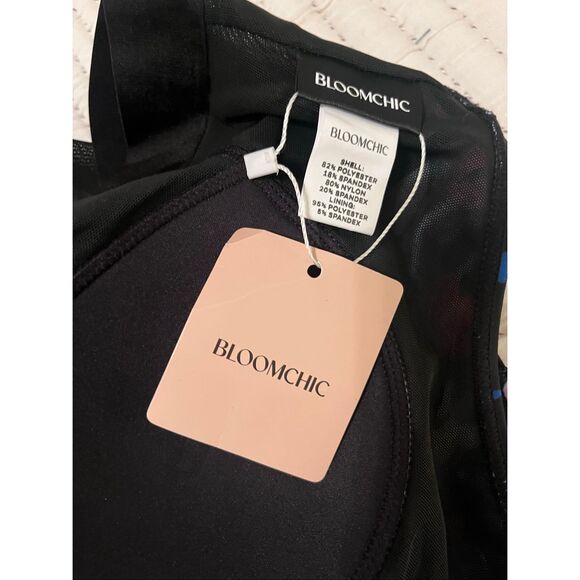 BLOOMCHIC
BLOOMCHIC
SHELL:
82% POLYESTER
18% SPANDEX
80% NYLON
20% SPANDEX
LINING:
95% POLYESTER
5% SPANDEX
BLOOMCHIC